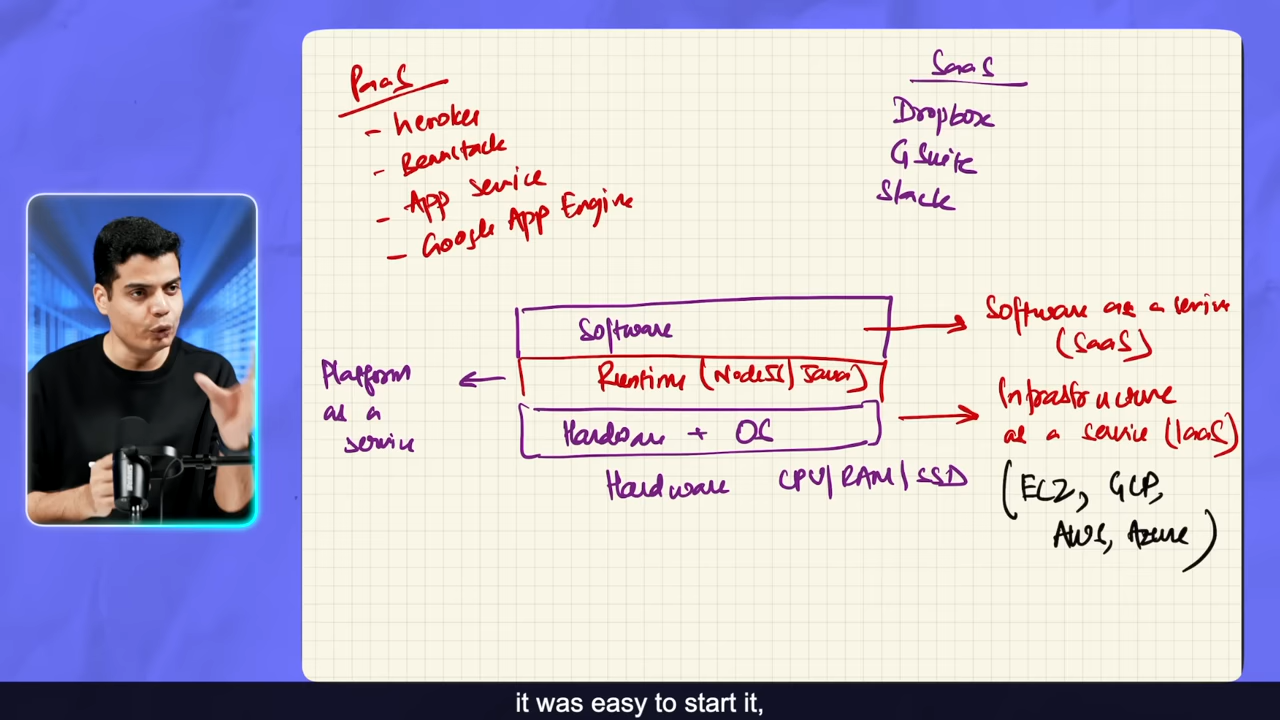 PaaS
- heroku
- Beanstack
- App service
- Google App Engine
SaaS
Dropbox
G Suite
Slack
Software
Runtime (NodeJS | Java)
Hardware + OS
Hardware CPU/RAM/SSD
Platform
as a
service
Software as a service
(SaaS)
Infrastructure
as a service (IaaS)
(EC2, GCP,
AWS, Azure)
it was easy to start it,